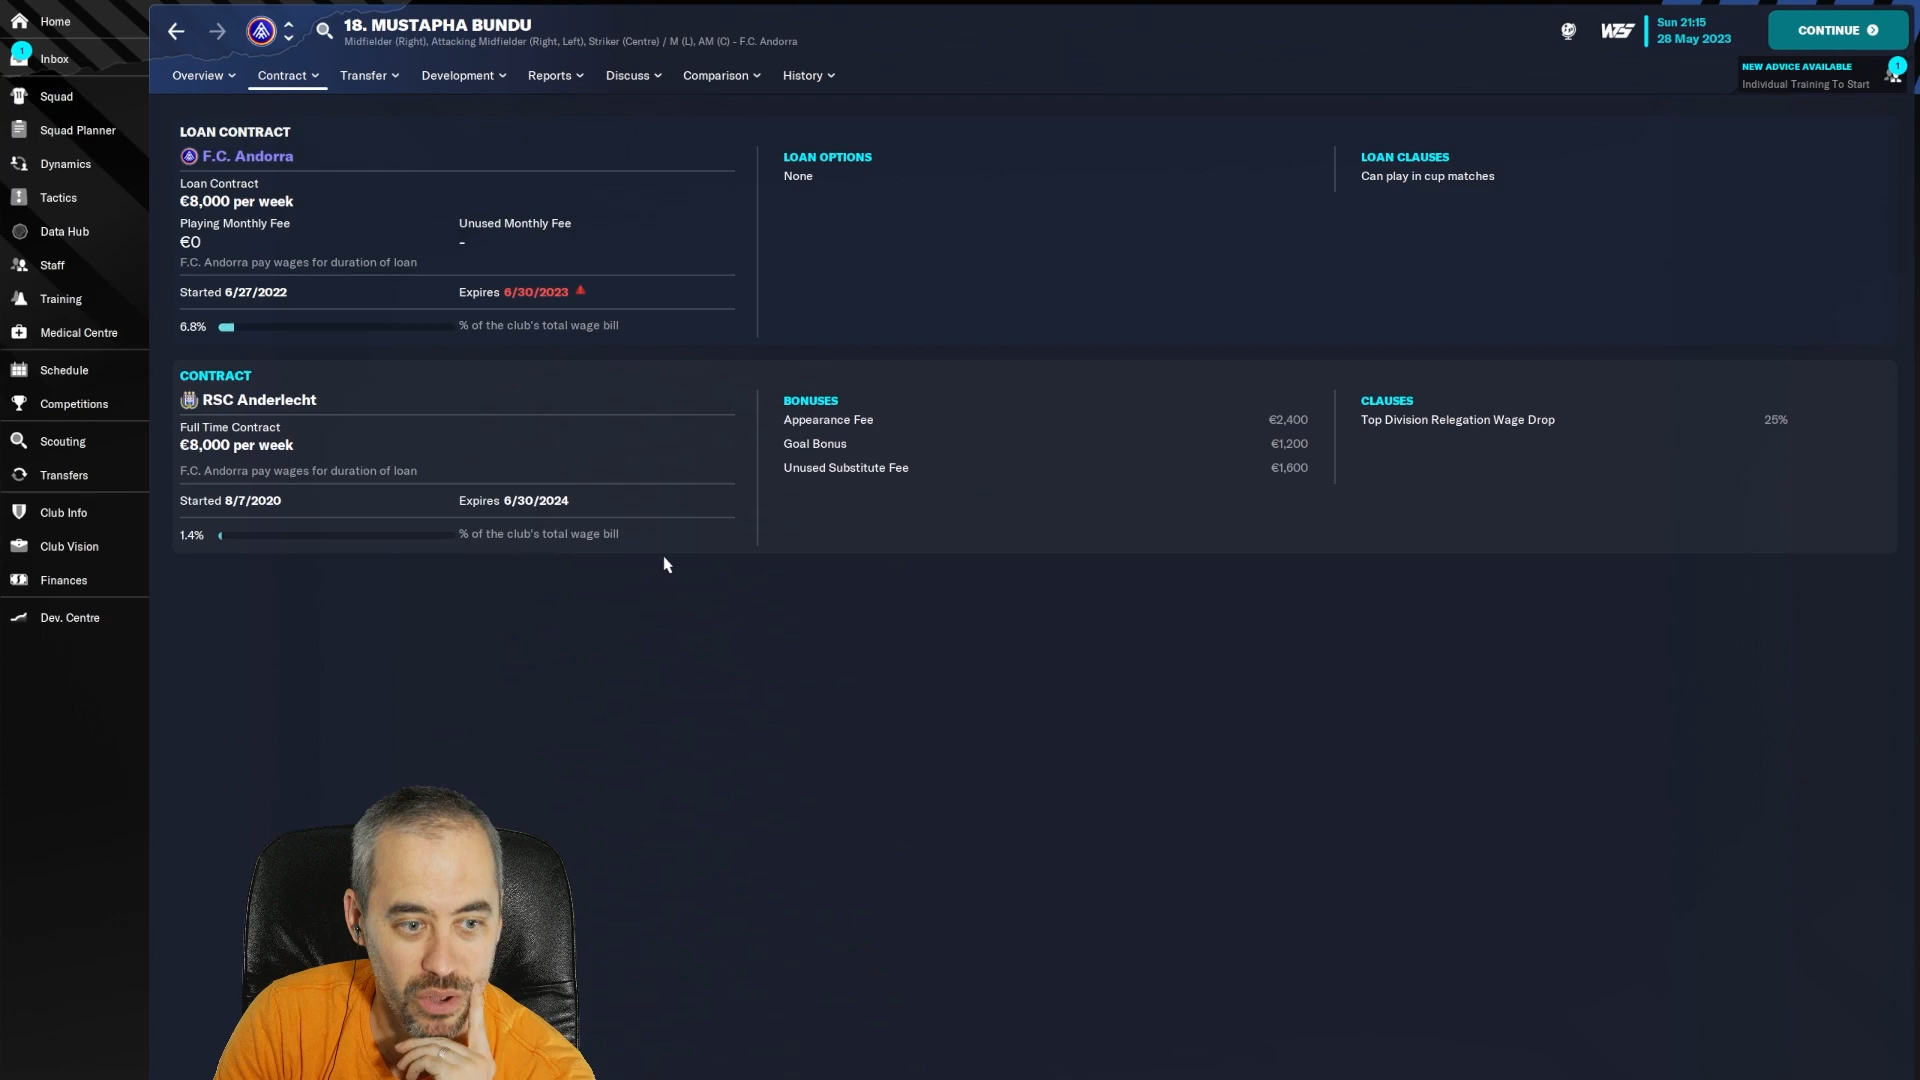 Home
Inbox
1
Squad
Squad Planner
Dynamics
Tactics
Data Hub
Staff
Training
Medical Centre
Schedule
Competitions
Scouting
Transfers
Club Info
Club Vision
Finances
Dev. Centre
18. MUSTAPHA BUNDU
Midfielder (Right), Attacking Midfielder (Right, Left), Striker (Centre) / M (L), AM (C) - F.C. Andorra
Sun 21:15
28 May 2023
CONTINUE
Overview Contract Transfer Development Reports Discuss Comparison History
NEW ADVICE AVAILABLE
Individual Training To Start
1
LOAN CONTRACT
F.C. Andorra
Loan Contract
€8,000 per week
Playing Monthly Fee Unused Monthly Fee
€0 -
F.C. Andorra pay wages for duration of loan
Started 6/27/2022 Expires 6/30/2023
6.8% % of the club's total wage bill
LOAN OPTIONS
None
LOAN CLAUSES
Can play in cup matches
CONTRACT
RSC Anderlecht
Full Time Contract
€8,000 per week
F.C. Andorra pay wages for duration of loan
Started 8/7/2020 Expires 6/30/2024
1.4% % of the club's total wage bill
BONUSES
Appearance Fee €2,400
Goal Bonus €1,200
Unused Substitute Fee €1,600
CLAUSES
Top Division Relegation Wage Drop 25%